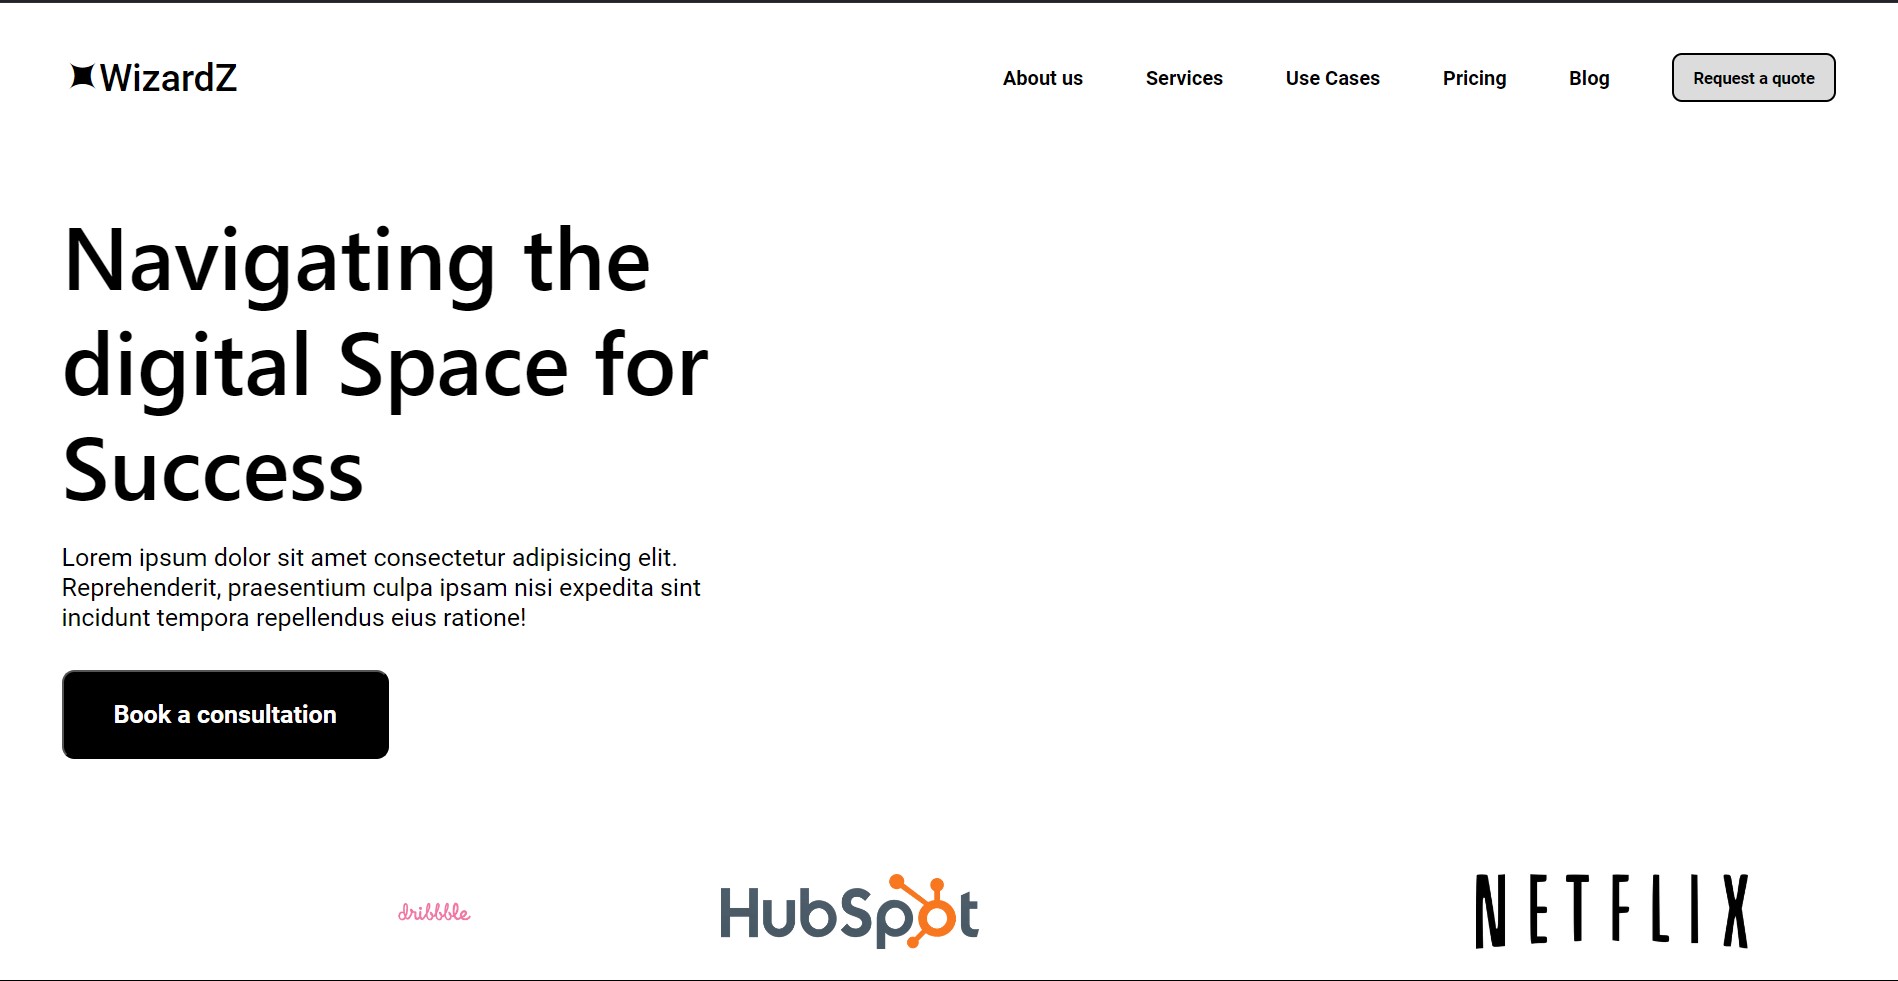 WizardZ
About us Services Use Cases Pricing Blog Request a quote
Navigating the
digital Space for
Success
Lorem ipsum dolor sit amet consectetur adipisicing elit.
Reprehenderit, praesentium culpa ipsam nisi expedita sint
incidunt tempora repellendus eius ratione!
Book a consultation
dribbble HubSpot NETFLIX